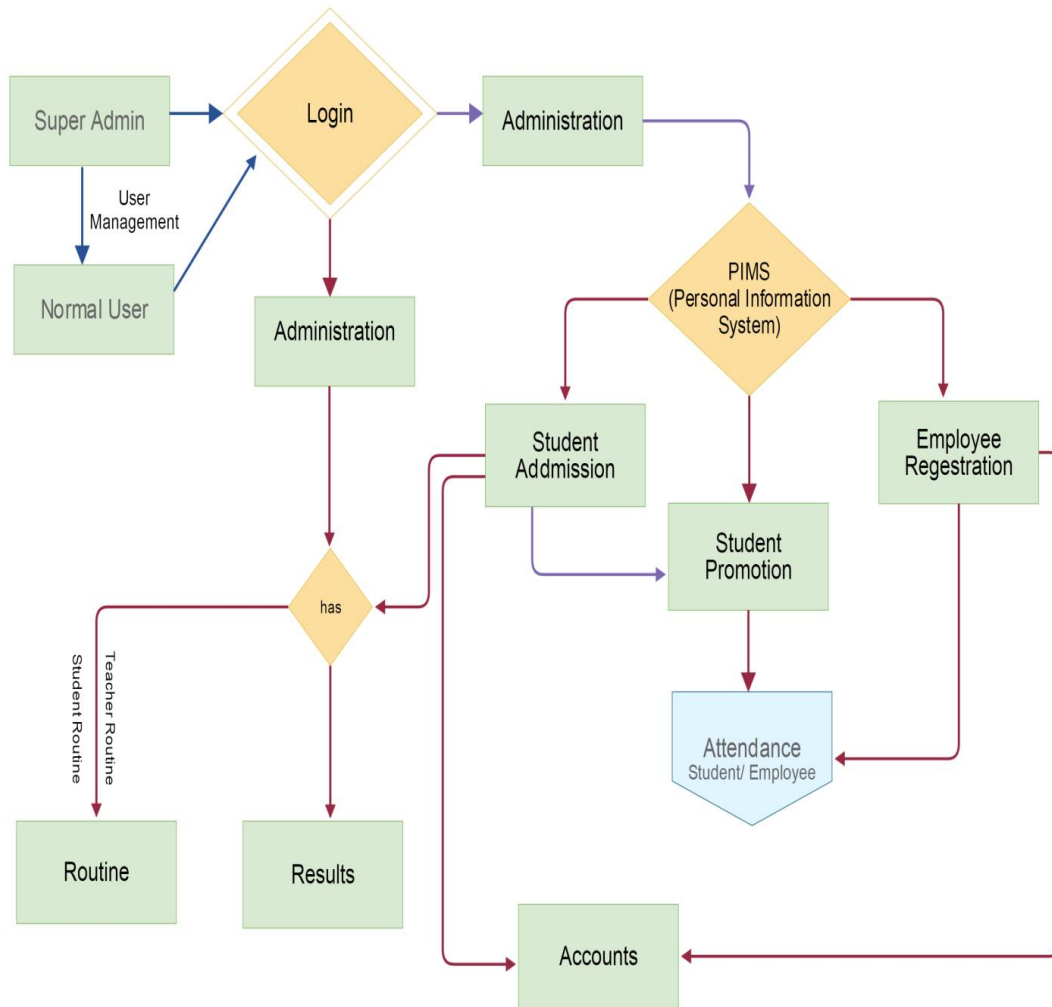 Super Admin
Login
Administration
User
Management
Normal User
Administration
PIMS
(Personal Information
System)
Student
Addmission
Employee
Regestration
Student
Promotion
has
Teacher Routine
Student Routine
Attendance
Student/ Employee
Routine
Results
Accounts